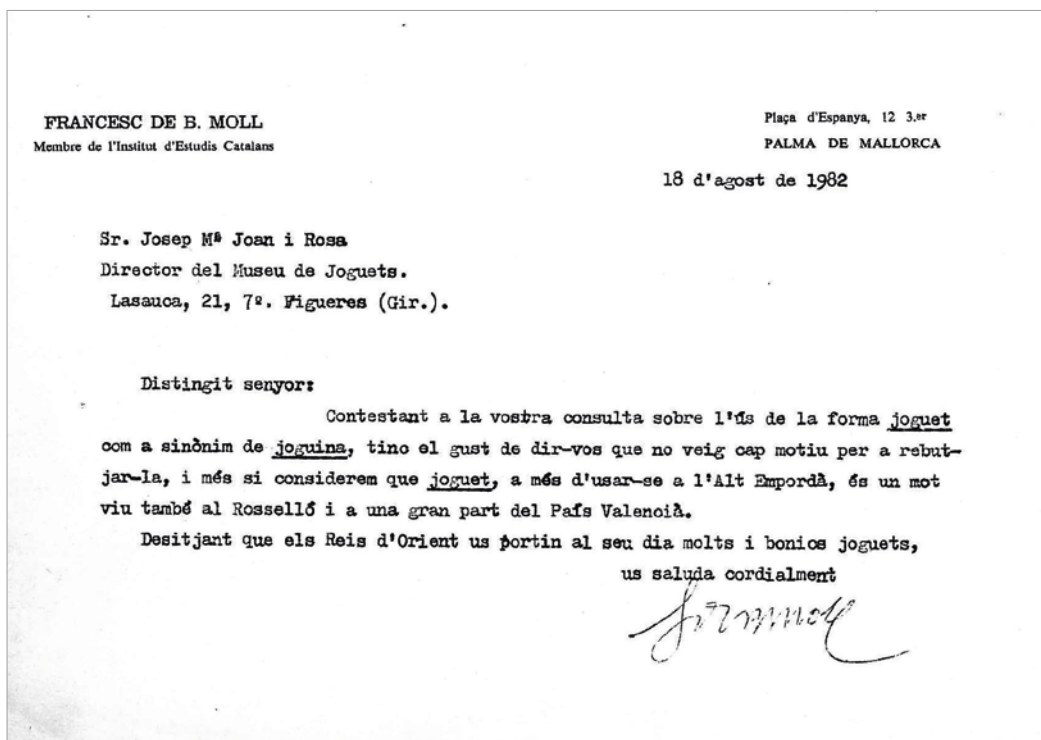 FRANCESC DE B. MOLL
Membre de l'Institut d'Estudis Catalans
Plaça d'Espanya, 12 3.er
PALMA DE MALLORCA
18 d'agost de 1982
Sr. Josep Mª Joan i Rosa
Director del Museu de Joguets.
Lasauca, 21, 7º. Figueres (Gir.).
Distingit senyor:
Contestant a la vostra consulta sobre l'ús de la forma joguet
com a sinònim de joguina, tinc el gust de dir-vos que no veig cap motiu per a rebut-
jar-la, i més si considerem que joguet, a més d'usar-se a l'Alt Empordà, és un mot
viu també al Rosselló i a una gran part del País Valencià.
Desitjant que els Reis d'Orient us portin al seu dia molts i bonics joguets,
us saluda cordialment